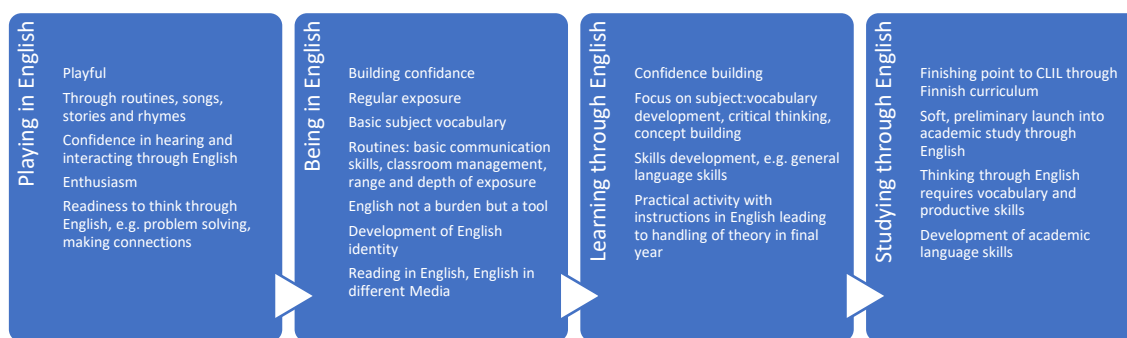 Playing in English
Playful
Through routines, songs,
stories and rhymes
Confidence in hearing and
interacting through English
Enthusiasm
Readiness to think through
English, e.g. problem solving,
making connections
Being in English
Building confidance
Regular exposure
Basic subject vocabulary
Routines: basic communication
skills, classroom management,
range and depth of exposure
English not a burden but a tool
Development of English
identity
Reading in English, English in
different Media
Learning through English
Confidence building
Focus on subject:vocabulary
development, critical thinking,
concept building
Skills development, e.g. general
language skills
Practical activity with
instructions in English leading
to handling of theory in final
year
Studying through English
Finishing point to CLIL through
Finnish curriculum
Soft, preliminary launch into
academic study through
English
Thinking through English
requires vocabulary and
productive skills
Development of academic
language skills